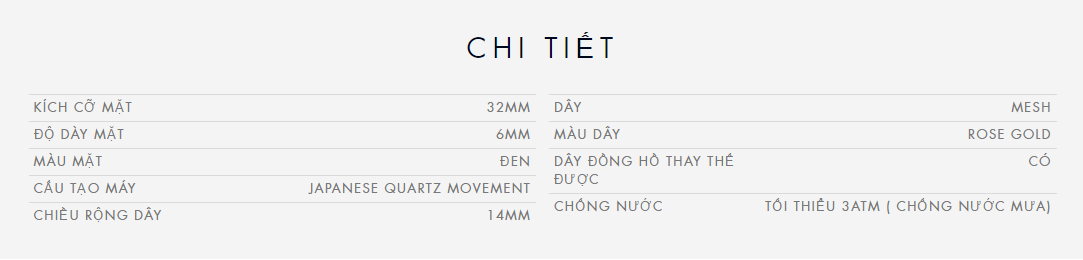 CHI TIẾT
KÍCH CỠ MẶT 32MM
ĐỘ DÀY MẶT 6MM
MÀU MẶT ĐEN
CẤU TẠO MÁY JAPANESE QUARTZ MOVEMENT
CHIỀU RỘNG DÂY 14MM
DÂY MESH
MÀU DÂY ROSE GOLD
DÂY ĐỒNG HỒ THAY THẾ CÓ
ĐƯỢC
CHỐNG NƯỚC TỐI THIỂU 3ATM ( CHỐNG NƯỚC MƯA)